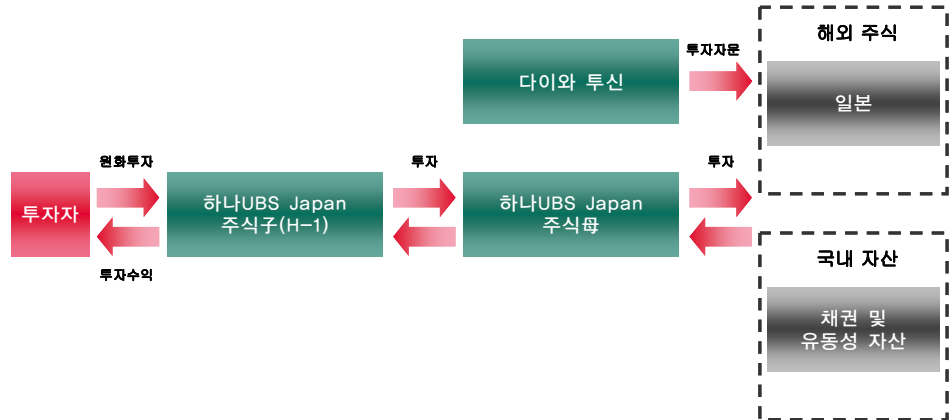 해외 주식
투자자문
다이와 투신
일본
원화투자
투자
투자
투자자
하나UBS Japan
주식子(H-1)
하나UBS Japan
주식母
투자수익
국내 자산
채권 및
유동성 자산